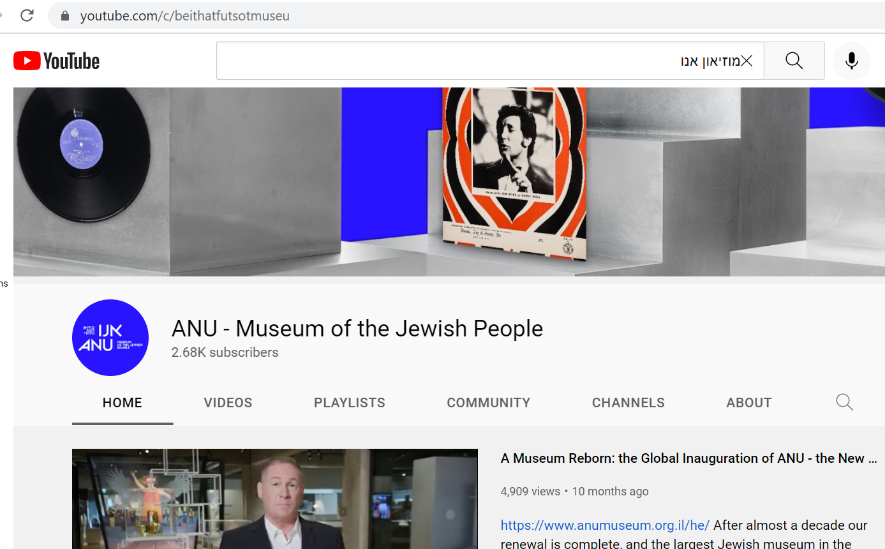 youtube.com/c/beithatfutsotmuseu
YouTube
מוזיאון אנו
ns
IJK
ANU
ANU - Museum of the Jewish People
2.68K subscribers
HOME
VIDEOS
PLAYLISTS
COMMUNITY
CHANNELS
ABOUT
A Museum Reborn: the Global Inauguration of ANU - the New ...
4,909 views • 10 months ago
https://www.anumuseum.org.il/he/ After almost a decade our
renewal is complete, and the largest Jewish museum in the